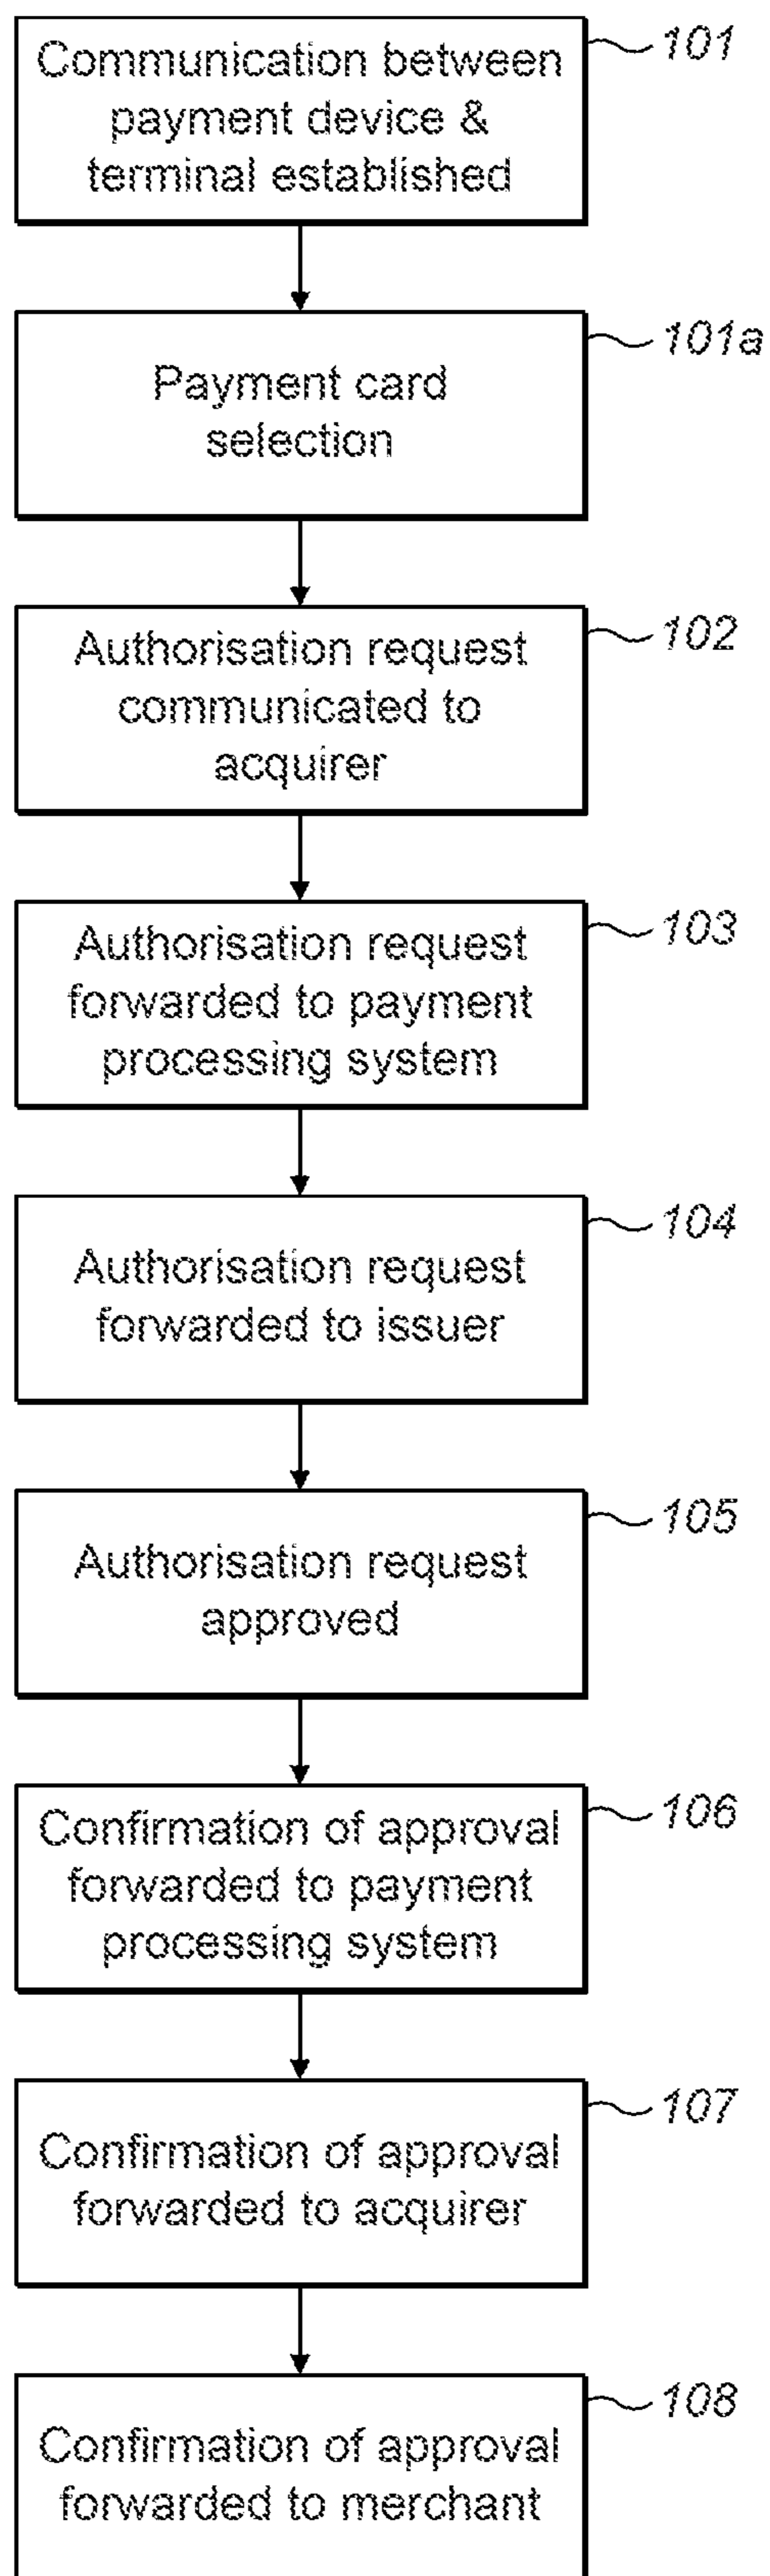 Communication between
payment device &
terminal established
101
Payment card
selection
101a
Authorisation request
communicated to
acquirer
102
Authorisation request
forwarded to payment
processing system
103
Authorisation request
forwarded to issuer
104
Authorisation request
approved
105
Confirmation of approval
forwarded to payment
processing system
106
Confirmation of approval
forwarded to acquirer
107
Confirmation of approval
forwarded to merchant
108